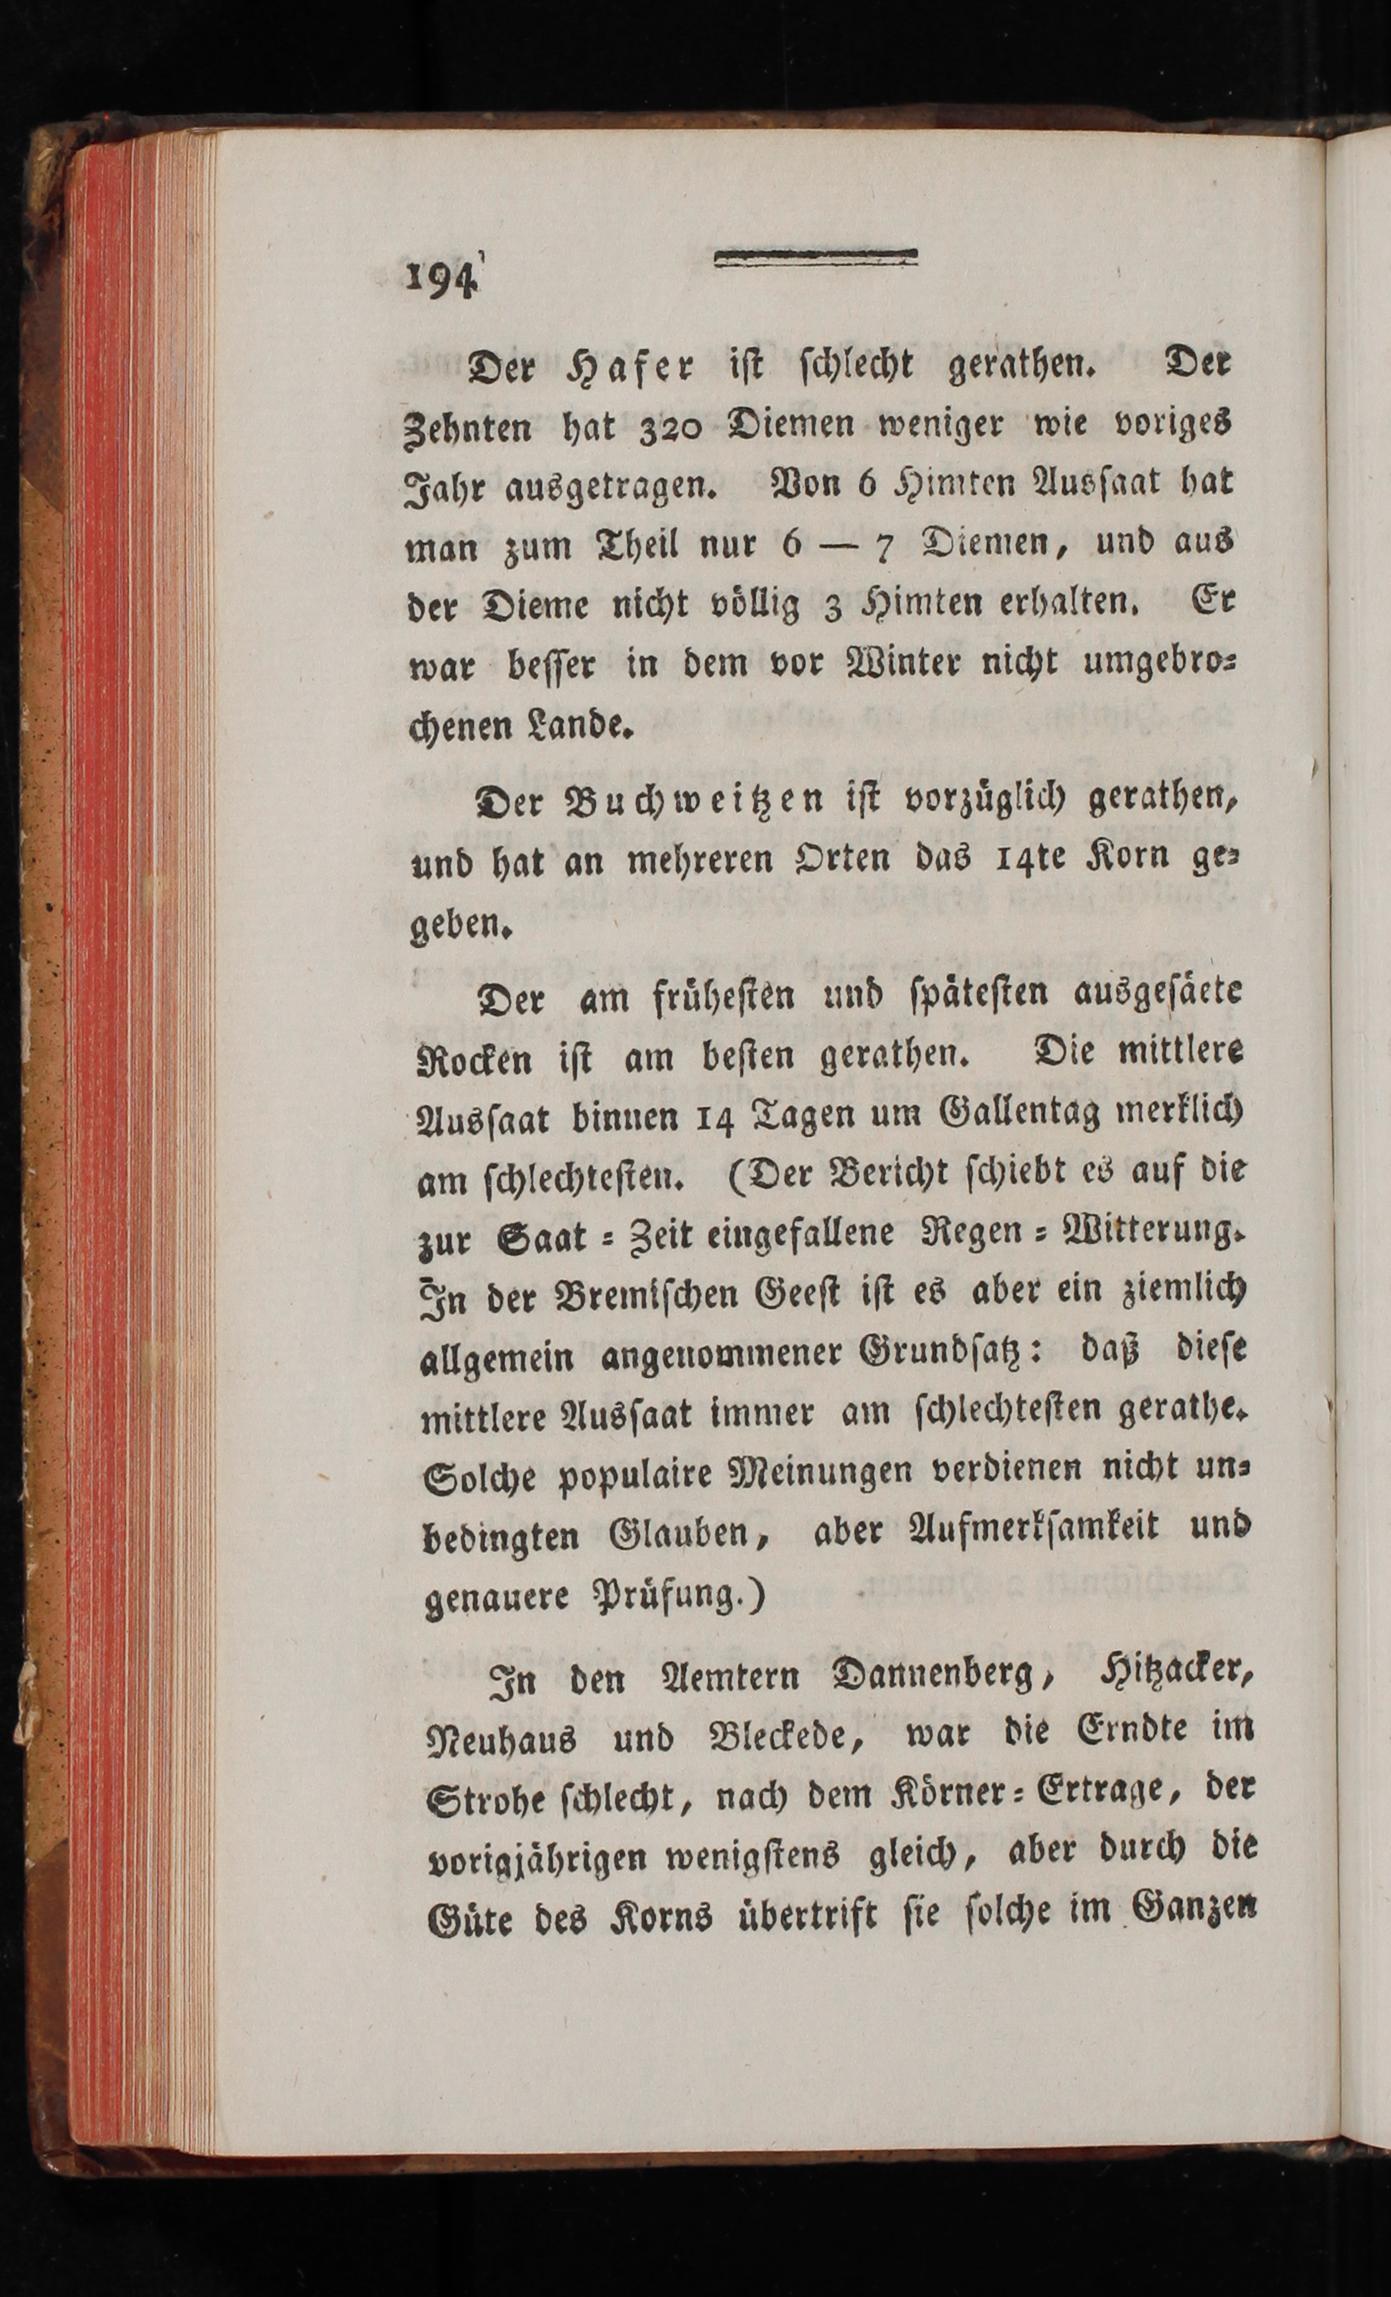 194
Der Hafer iſt ſchlecht gerathen. Der
Zehnten hat 320 Diemen weniger wie voriges
Jahr ausgetragen. Von 6 Himten Ausſaat hat
man zum Theil nur 6 — 7 Diemen, und aus
der Dieme nicht völlig 3 Himten erhalten. Er
war beſſer in dem vor Winter nicht umgebro⸗
chenen Lande.
Der Buchweitzen iſt vorzüglich gerathen,
und hat an mehreren Orten das 14te Korn ge⸗
geben.
Der am früheſten und ſpäteſten ausgeſäete
Rocken iſt am beſten gerathen. Die mittlere
Ausſaat binnen 14 Tagen um Gallentag merklich
am ſchlechteſten. (Der Bericht ſchiebt es auf die
zur Saat⸗Zeit eingefallene Regen⸗Witterung.
In der Bremiſchen Geeſt iſt es aber ein ziemlich
allgemein angenommener Grundſatz: daß dieſe
mittlere Ausſaat immer am ſchlechteſten gerathe.
Solche populaire Meinungen verdienen nicht un⸗
bedingten Glauben, aber Aufmerkſamkeit und
genauere Prüfung.)
In den Aemtern Dannenberg, Hitzacker,
Neuhaus und Bleckede, war die Erndte im
Strohe ſchlecht, nach dem Körner⸗Ertrage, der
vorigjährigen wenigſtens gleich, aber durch die
Güte des Korns übertrift ſie ſolche im Ganzen